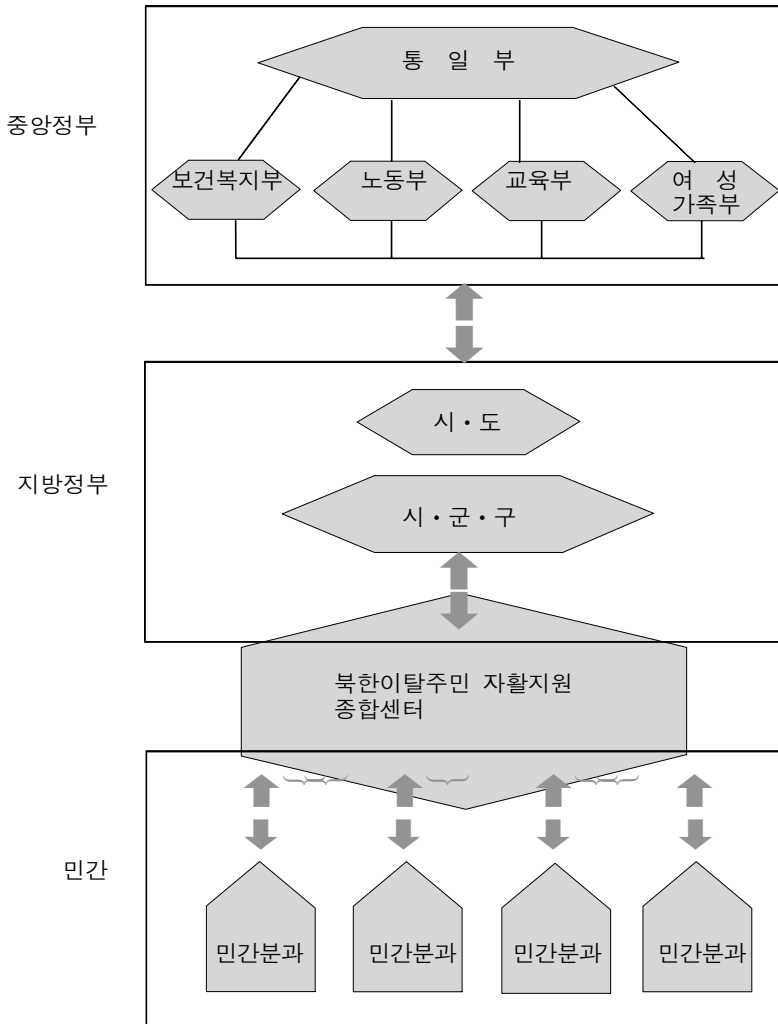 통 일 부
중앙정부
보건복지부
노동부
교육부
여 성
가족부
시·도
지방정부
시·군·구
북한이탈주민 자활지원
종합센터
민간
민간분과
민간분과
민간분과
민간분과